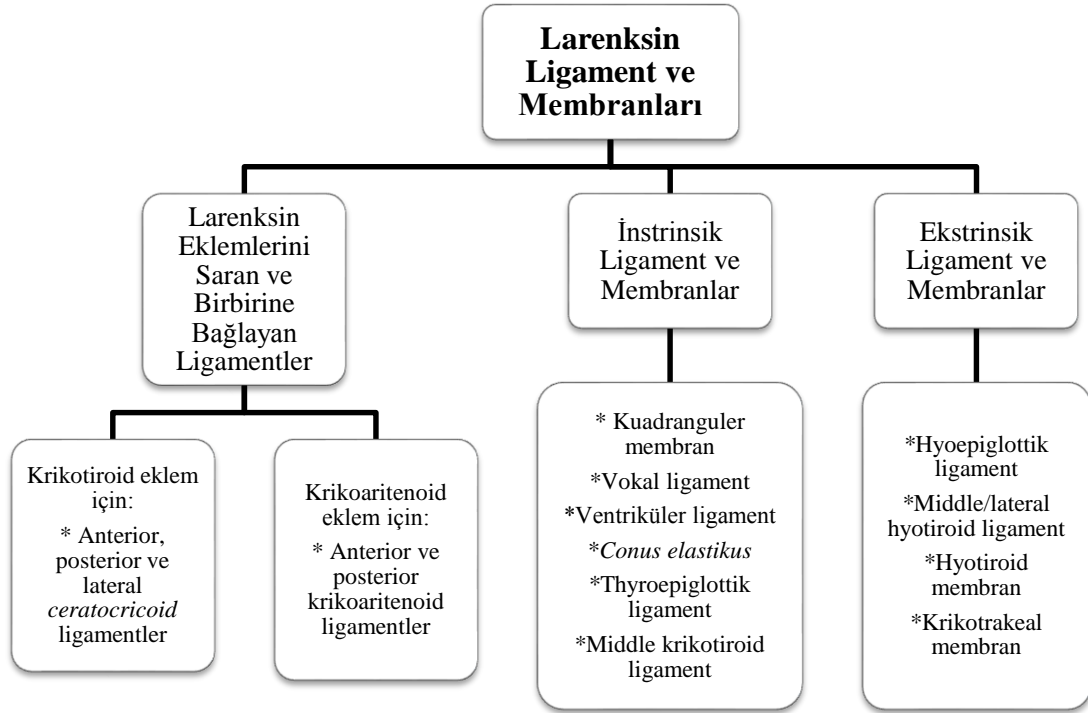 Larenksin
Ligament ve
Membranları
Larenksin
Eklemlerini
Saran ve
Birbirine
Bağlayan
Ligamentler
Krikotiroid eklem
için:
* Anterior,
posterior ve
lateral
ceratocricoid
ligamentler
Krikoaritenoid
eklem için:
* Anterior ve
posterior
krikoaritenoid
ligamentler
İnstrinsik
Ligament ve
Membranlar
* Kuadranguler
membran
*Vokal ligament
*Ventriküler ligament
*Conus elastikus
*Thyroepiglottik
ligament
*Middle krikotiroid
ligament
Ekstrinsik
Ligament ve
Membranlar
*Hyoepiglottik
ligament
*Middle/lateral
hyotiroid ligament
*Hyotiroid
membran
*Krikotrakeal
membran